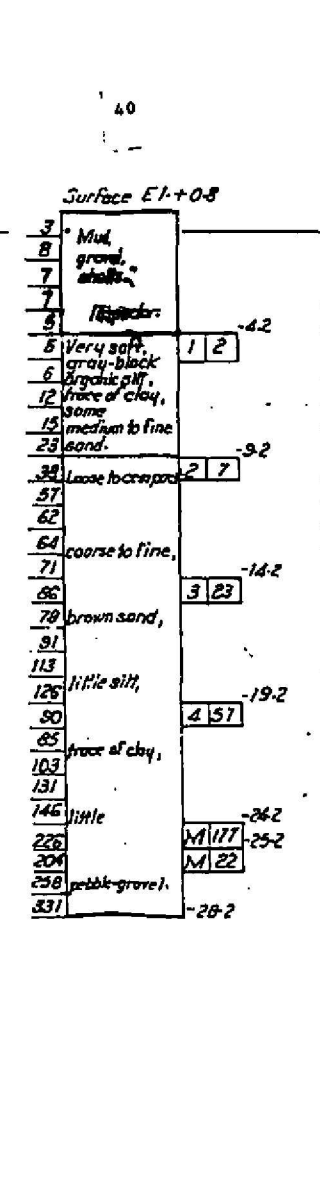 40
Surface El. +0.8
3 "Mud,
8 gravel,
7 shells."
7
5 -4.2
5 Very soft, 1 2
gray-black
6 organic silt,
12 trace of clay,
some
15 medium to fine
23 sand. -9.2
38 Loose to compact 2 7
57
62
64 coarse to fine,
71 -14.2
86 3 23
78 brown sand,
91
113
126 little silt, -19.2
90 4 57
85 trace of clay,
103
131
146 little -24.2
226 M 177 -25.2
204 M 22
258 pebble-gravel.
331 -28.2